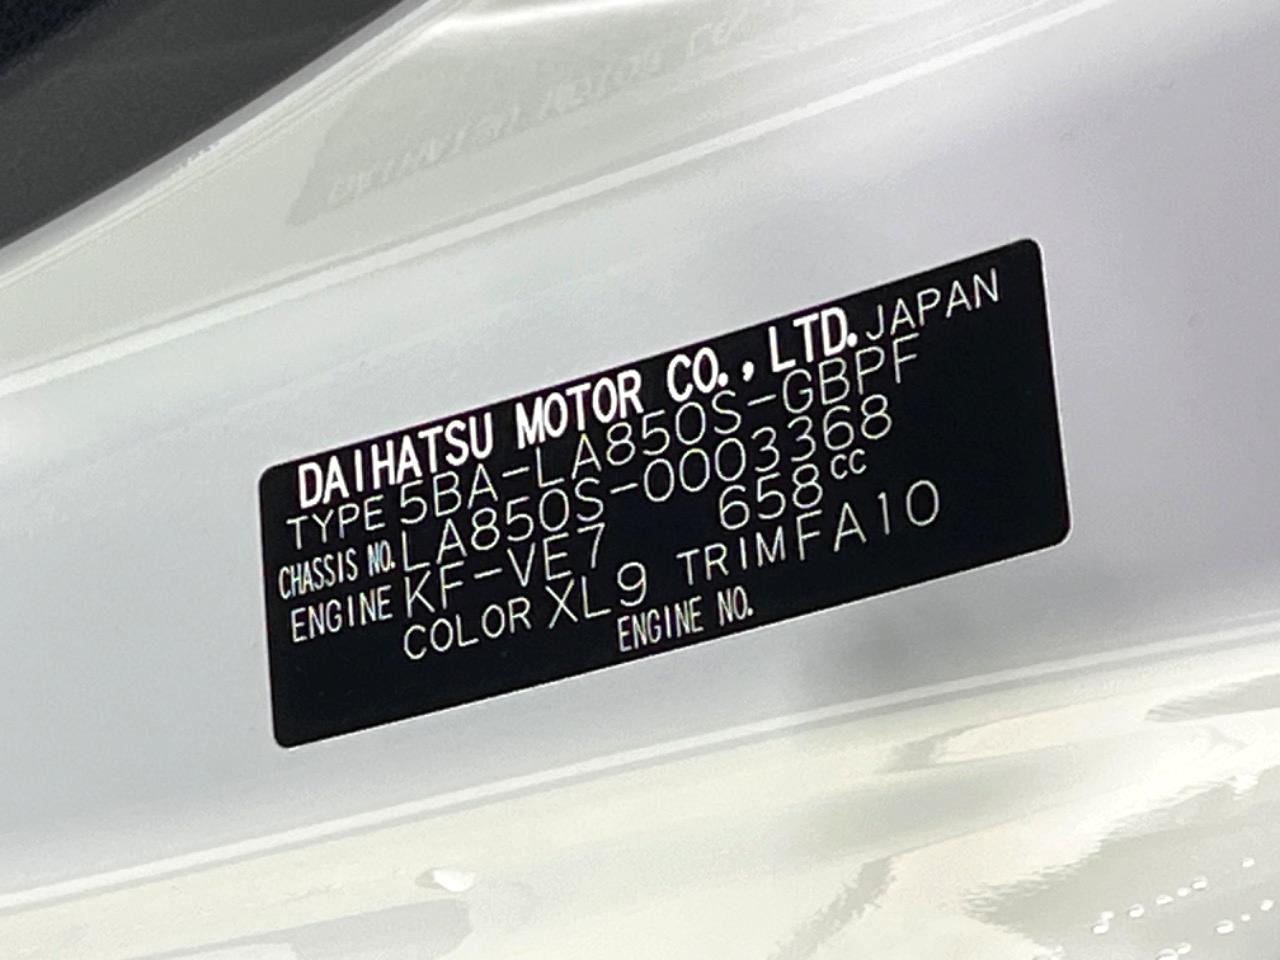 DAIHATSU MOTOR CO., LTD. JAPAN
TYPE 5BA-LA850S-GBPF
CHASSIS NO. LA850S-0003368
ENGINE KF-VE7 658cc
COLOR XL9 TRIM FA10
ENGINE NO.